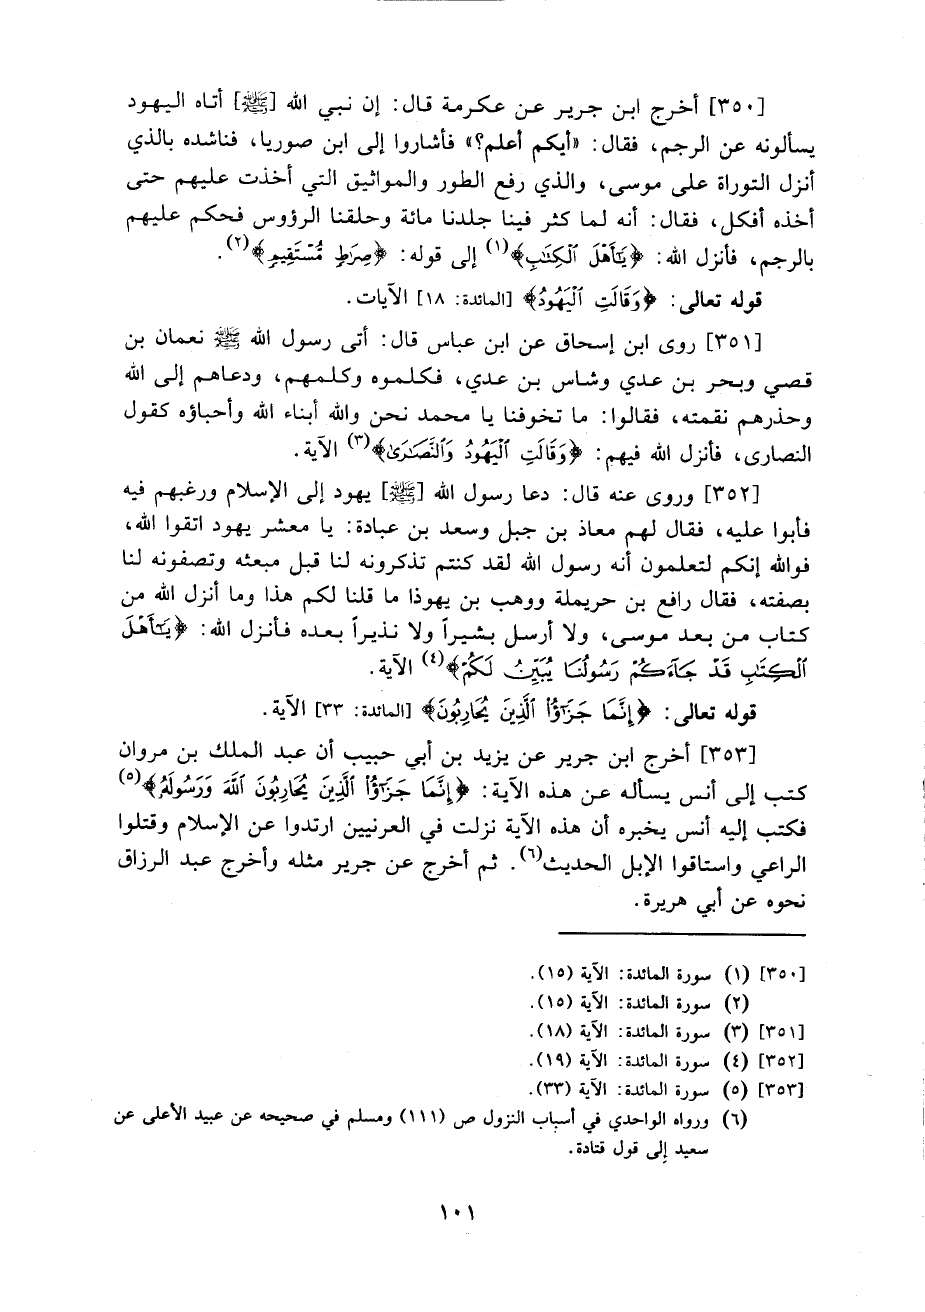 [٣٥٠] أخرج ابن جرير عن عكرمة قال: إن نبي الله [ﷺ] أتاه اليهود
يسألونه عن الرجم، فقال: «أيكم أعلم؟» فأشاروا إلى ابن صوريا، فناشده بالذي
أنزل التوراة على موسى، والذي رفع الطور والمواثيق التي أخذت عليهم حتى
أخذه أفكل، فقال: أنه لما كثر فينا جلدنا مائة وحلقنا الرؤوس فحكم عليهم
بالرجم، فأنزل الله: ﴿يَٰٓأَهْلَ ٱلْكِتَٰبِ﴾(١) إلى قوله: ﴿صِرَاطٍ مُّسْتَقِيمٍ﴾(٢).
قوله تعالى: ﴿وَقَالَتِ ٱلْيَهُودُ﴾ [المائدة: ١٨] الآيات.
[٣٥١] روى ابن إسحاق عن ابن عباس قال: أتى رسول الله ﷺ نعمان بن
قصي وبحر بن عدي وشاس بن عدي، فكلموه وكلمهم، ودعاهم إلى الله
وحذرهم نقمته، فقالوا: ما تخوفنا يا محمد نحن والله أبناء الله وأحباؤه كقول
النصارى، فأنزل الله فيهم: ﴿وَقَالَتِ ٱلْيَهُودُ وَٱلنَّصَٰرَىٰ﴾(٣) الآية.
[٣٥٢] وروى عنه قال: دعا رسول الله [ﷺ] يهود إلى الإسلام ورغبهم فيه
فأبوا عليه، فقال لهم معاذ بن جبل وسعد بن عبادة: يا معشر يهود اتقوا الله،
فوالله إنكم لتعلمون أنه رسول الله لقد كنتم تذكرونه لنا قبل مبعثه وتصفونه لنا
بصفته، فقال رافع بن حريملة ووهب بن يهوذا ما قلنا لكم هذا وما أنزل الله من
كتاب من بعد موسى، ولا أرسل بشيراً ولا نذيراً بعده فأنزل الله: ﴿يَٰٓأَهْلَ
ٱلْكِتَٰبِ قَدْ جَآءَكُمْ رَسُولُنَا يُبَيِّنُ لَكُمْ﴾(٤) الآية.
قوله تعالى: ﴿إِنَّمَا جَزَٰٓؤُا۟ ٱلَّذِينَ يُحَارِبُونَ﴾ [المائدة: ٣٣] الآية.
[٣٥٣] أخرج ابن جرير عن يزيد بن أبي حبيب أن عبد الملك بن مروان
كتب إلى أنس يسأله عن هذه الآية: ﴿إِنَّمَا جَزَٰٓؤُا۟ ٱلَّذِينَ يُحَارِبُونَ ٱللَّهَ وَرَسُولَهُۥ﴾(٥)
فكتب إليه أنس يخبره أن هذه الآية نزلت في العرنيين ارتدوا عن الإسلام وقتلوا
الراعي واستاقوا الإبل الحديث(٦). ثم أخرج عن جرير مثله وأخرج عبد الرزاق
نحوه عن أبي هريرة.
[٣٥٠] (١) سورة المائدة: الآية (١٥).
(٢) سورة المائدة: الآية (١٥).
[٣٥١] (٣) سورة المائدة: الآية (١٨).
[٣٥٢] (٤) سورة المائدة: الآية (١٩).
[٣٥٣] (٥) سورة المائدة: الآية (٣٣).
(٦) ورواه الواحدي في أسباب النزول ص (١١١) ومسلم في صحيحه عن عبيد الأعلى عن
سعيد إلى قول قتادة.
١٠١